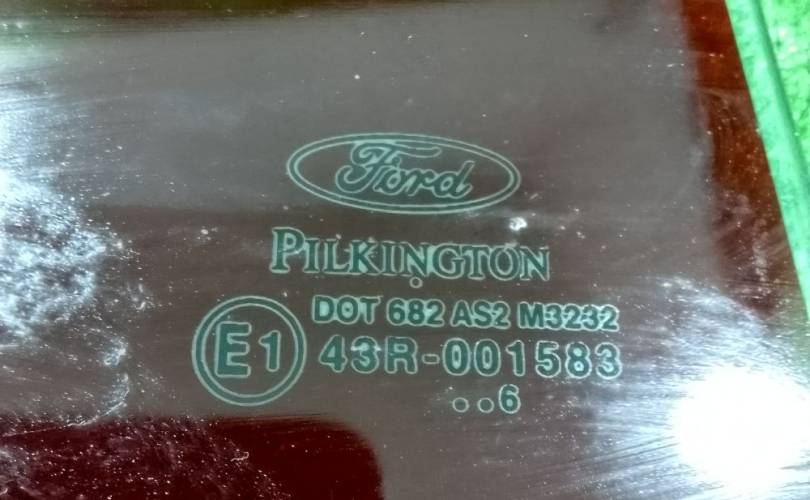 Ford
PILKINGTON
DOT 682 AS2 M3232
E1 43R-001583
..6